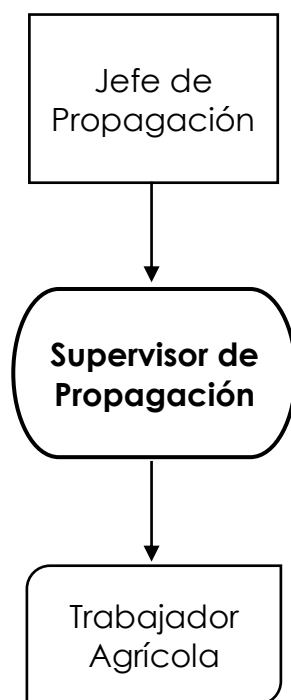 Jefe de
Propagación
Supervisor de
Propagación
Trabajador
Agrícola